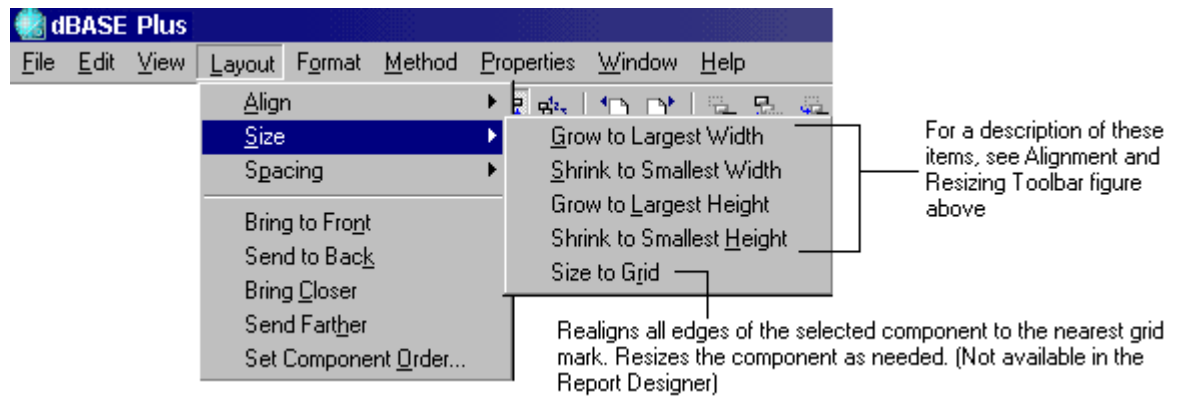 dBASE Plus
File Edit View Layout Format Method Properties Window Help
Align
Size
Spacing
Bring to Front
Send to Back
Bring Closer
Send Farther
Set Component Order...
Grow to Largest Width
Shrink to Smallest Width
Grow to Largest Height
Shrink to Smallest Height
Size to Grid
For a description of these
items, see Alignment and
Resizing Toolbar figure
above
Realigns all edges of the selected component to the nearest grid
mark. Resizes the component as needed. (Not available in the
Report Designer)